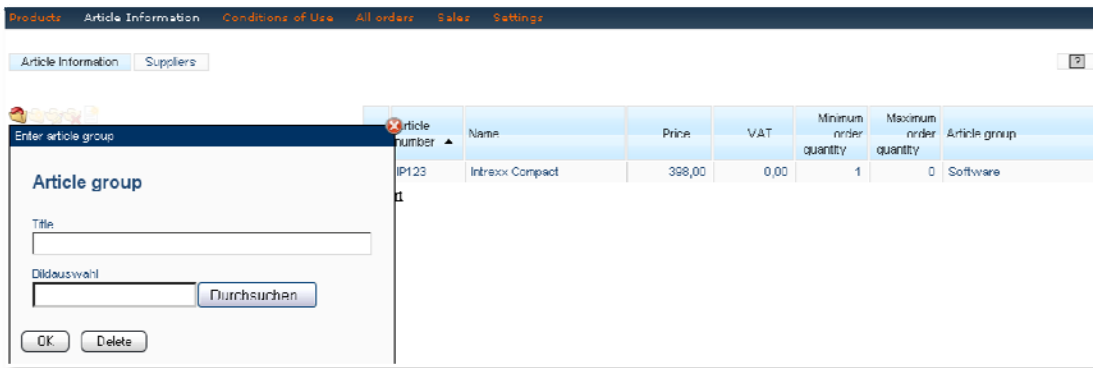 Products Article Information Conditions of Use All orders Sales Settings
Article Information Suppliers ?
Enter article group
Article group
Title
Bildauswahl
Durchsuchen
OK Delete
Article number Name Price VAT Minimum order quantity Maximum order quantity Article group
IP123 Intrexx Compact 398,00 0,00 1 0 Software